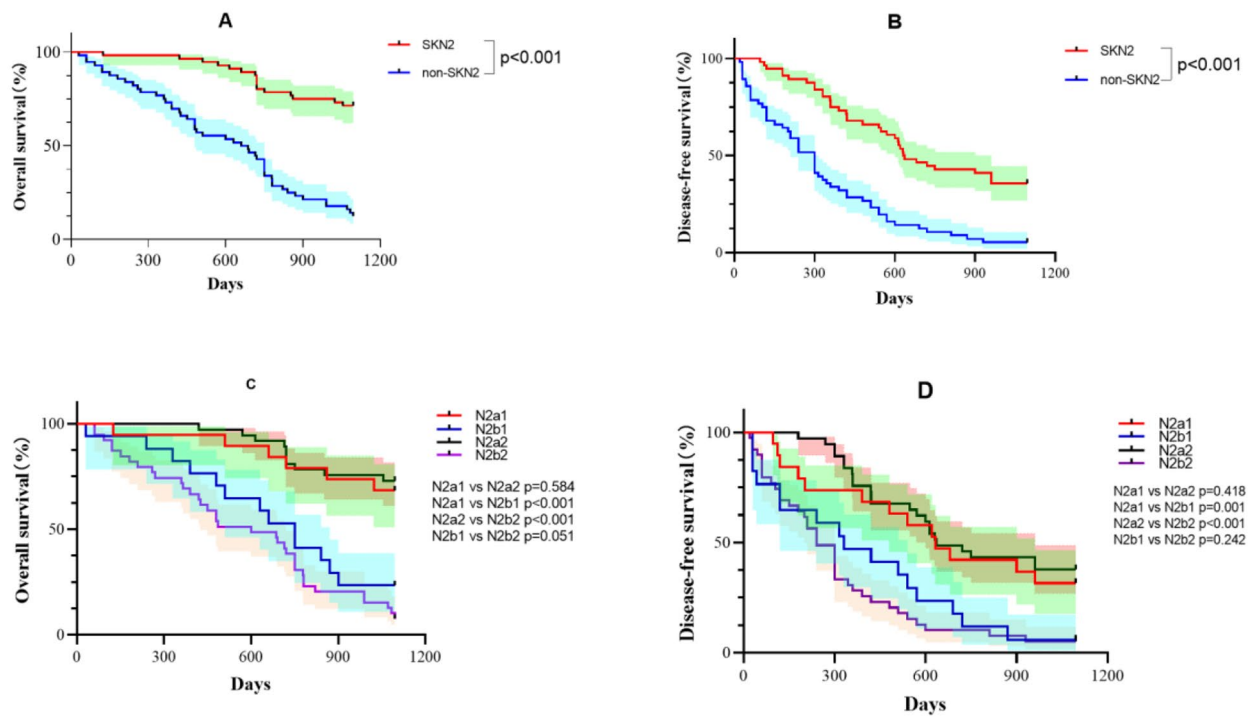 A
Overall survival (%)
100
50
0
0 300 600 900 1200
Days
SKN2
non-SKN2
p<0.001
B
Disease-free survival (%)
100
50
0
0 300 600 900 1200
Days
SKN2
non-SKN2
p<0.001
C
Overall survival (%)
100
50
0
0 300 600 900 1200
Days
N2a1
N2b1
N2a2
N2b2
N2a1 vs N2a2 p=0.584
N2a1 vs N2b1 p<0.001
N2a2 vs N2b2 p<0.001
N2b1 vs N2b2 p=0.051
D
Disease-free survival (%)
100
50
0
0 300 600 900 1200
Days
N2a1
N2b1
N2a2
N2b2
N2a1 vs N2a2 p=0.418
N2a1 vs N2b1 p=0.001
N2a2 vs N2b2 p<0.001
N2b1 vs N2b2 p=0.242